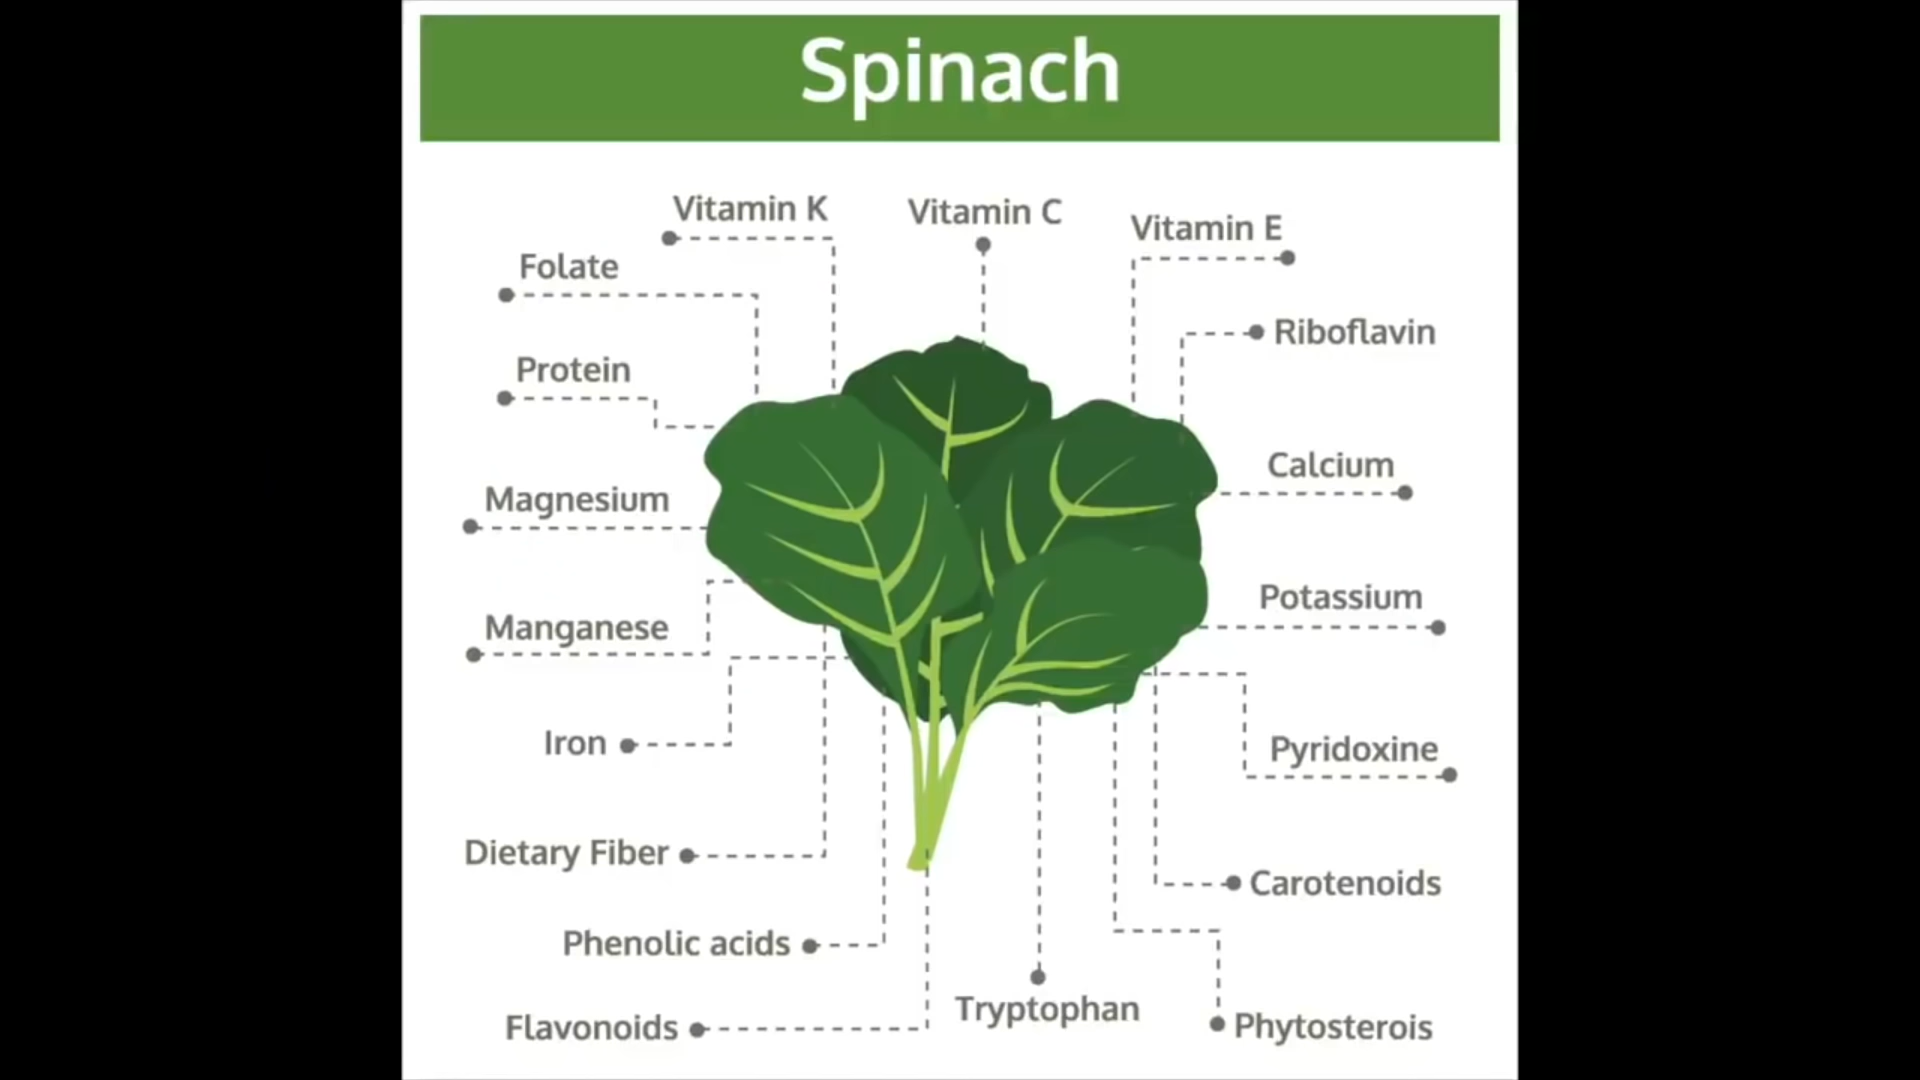 Spinach
Vitamin K
Vitamin C
Vitamin E
Folate
Riboflavin
Protein
Calcium
Magnesium
Potassium
Manganese
Iron
Pyridoxine
Dietary Fiber
Carotenoids
Phenolic acids
Tryptophan
Flavonoids
Phytosterois